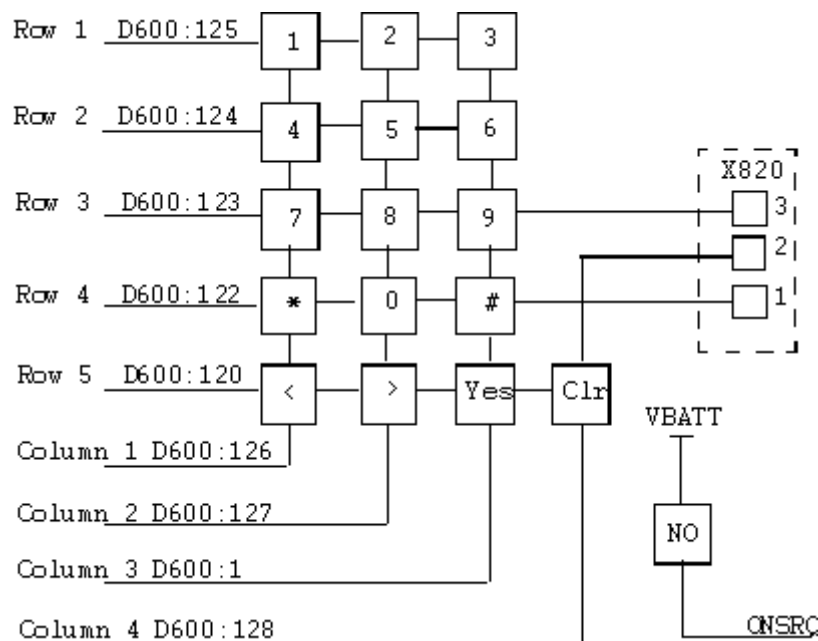 Row 1 D600:125 1 2 3
Row 2 D600:124 4 5 6
X820
Row 3 D600:123 7 8 9 3
2
Row 4 D600:122 * 0 # 1
Row 5 D600:120 < > Yes Clr
VBATT
Column 1 D600:126
Column 2 D600:127
NO
Column 3 D600:1
Column 4 D600:128
ONSRQ